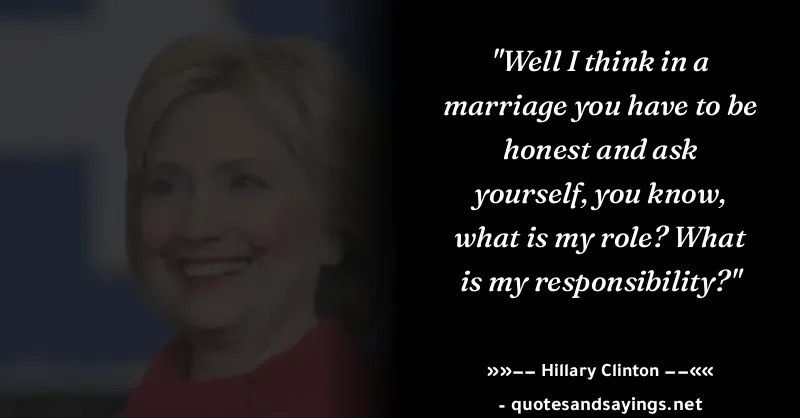 "Well I think in a
marriage you have to be
honest and ask
yourself, you know,
what is my role? What
is my responsibility?"
»»-- Hillary Clinton --««
- quotesandsayings.net